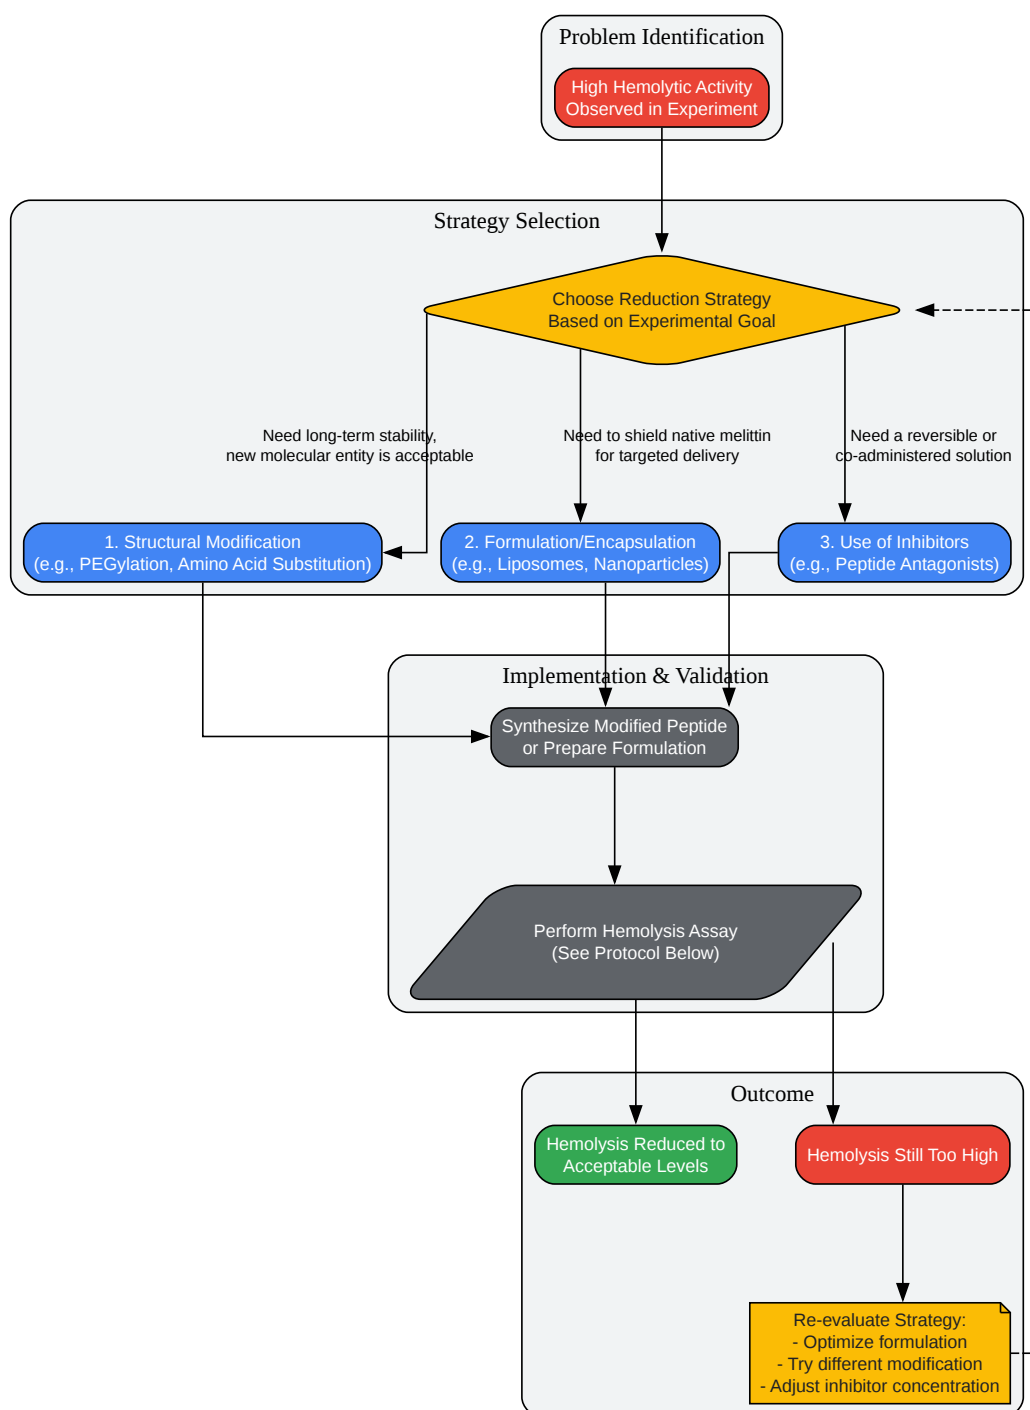 Problem Identification
High Hemolytic Activity
Observed in Experiment
Strategy Selection
Choose Reduction Strategy
Based on Experimental Goal
Need long-term stability,
new molecular entity is acceptable
Need to shield native melittin
for targeted delivery
Need a reversible or
co-administered solution
1. Structural Modification
(e.g., PEGylation, Amino Acid Substitution)
2. Formulation/Encapsulation
(e.g., Liposomes, Nanoparticles)
3. Use of Inhibitors
(e.g., Peptide Antagonists)
Implementation & Validation
Synthesize Modified Peptide
or Prepare Formulation
Perform Hemolysis Assay
(See Protocol Below)
Outcome
Hemolysis Reduced to
Acceptable Levels
Hemolysis Still Too High
Re-evaluate Strategy:
- Optimize formulation
- Try different modification
- Adjust inhibitor concentration